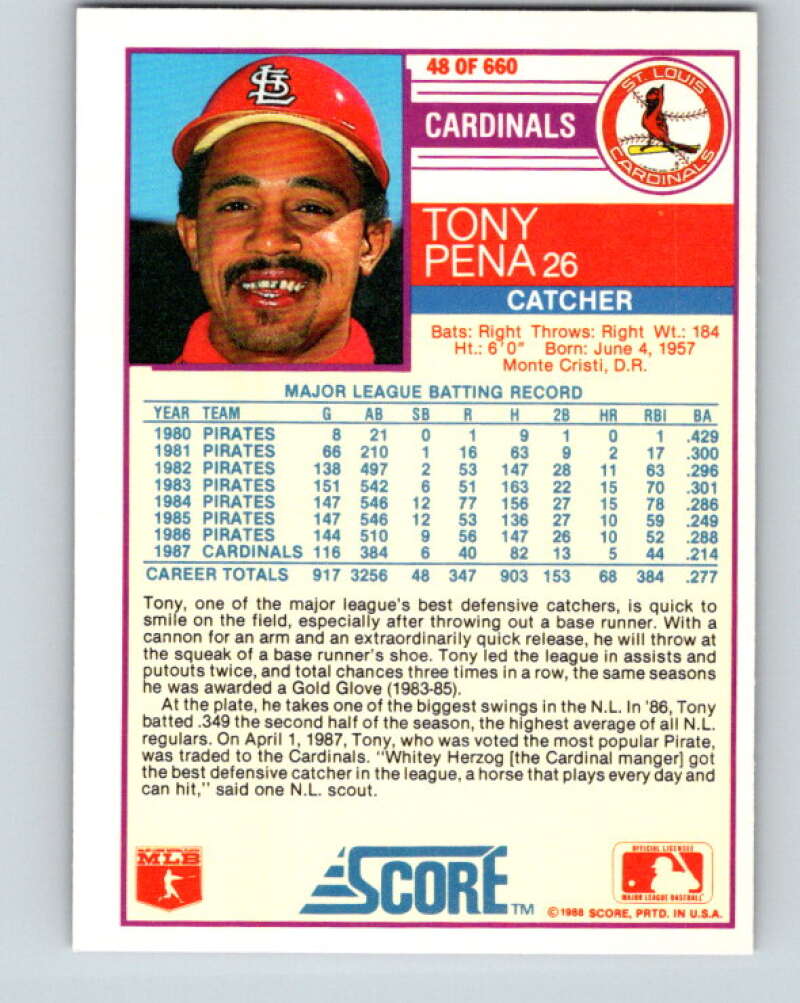 48 OF 660
CARDINALS
ST. LOUIS
CARDINALS
TONY
PENA 26
CATCHER
Bats: Right Throws: Right Wt.: 184
Ht.: 6'0" Born: June 4, 1957
Monte Cristi, D.R.
MAJOR LEAGUE BATTING RECORD
YEAR TEAM G AB SB R H 2B HR RBI BA
1980 PIRATES 8 21 0 1 9 1 0 1 .429
1981 PIRATES 66 210 1 16 63 9 2 17 .300
1982 PIRATES 138 497 2 53 147 28 11 63 .296
1983 PIRATES 151 542 6 51 163 22 15 70 .301
1984 PIRATES 147 546 12 77 156 27 15 78 .286
1985 PIRATES 147 546 12 53 136 27 10 59 .249
1986 PIRATES 144 510 9 56 147 26 10 52 .288
1987 CARDINALS 116 384 6 40 82 13 5 44 .214
CAREER TOTALS 917 3256 48 347 903 153 68 384 .277
Tony, one of the major league's best defensive catchers, is quick to
smile on the field, especially after throwing out a base runner. With a
cannon for an arm and an extraordinarily quick release, he will throw at
the squeak of a base runner's shoe. Tony led the league in assists and
putouts twice, and total chances three times in a row, the same seasons
he was awarded a Gold Glove (1983-85).
At the plate, he takes one of the biggest swings in the N.L. In '86, Tony
batted .349 the second half of the season, the highest average of all N.L.
regulars. On April 1, 1987, Tony, who was voted the most popular Pirate,
was traded to the Cardinals. "Whitey Herzog [the Cardinal manger] got
the best defensive catcher in the league, a horse that plays every day and
can hit," said one N.L. scout.
MLB
SCORE TM
©1988 SCORE, PRTD. IN U.S.A.
OFFICIAL LICENSEE
MAJOR LEAGUE BASEBALL